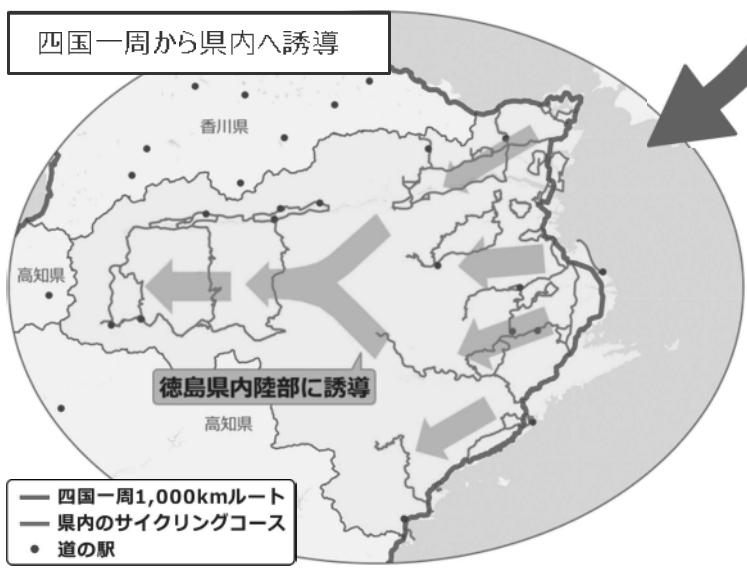 四国一周から県内へ誘導
香川県
高知県
徳島県内陸部に誘導
高知県
四国一周1,000kmルート
県内のサイクリングコース
道の駅